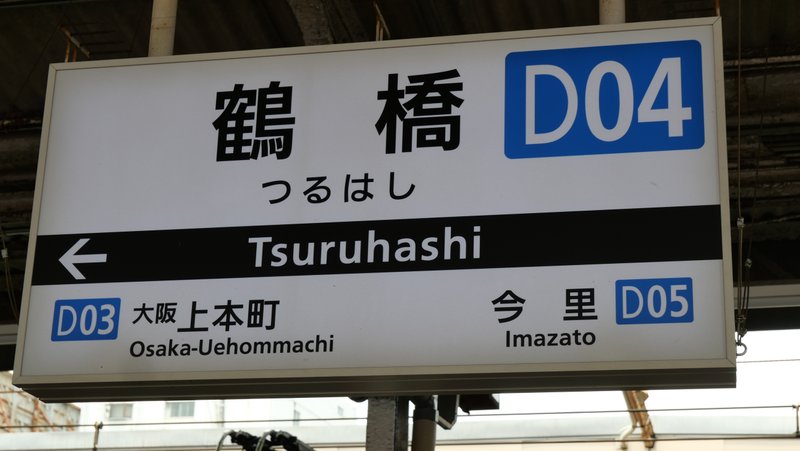 鶴橋 D04
つるはし
← Tsuruhashi
D03 大阪上本町 今里 D05
Osaka-Uehommachi Imazato